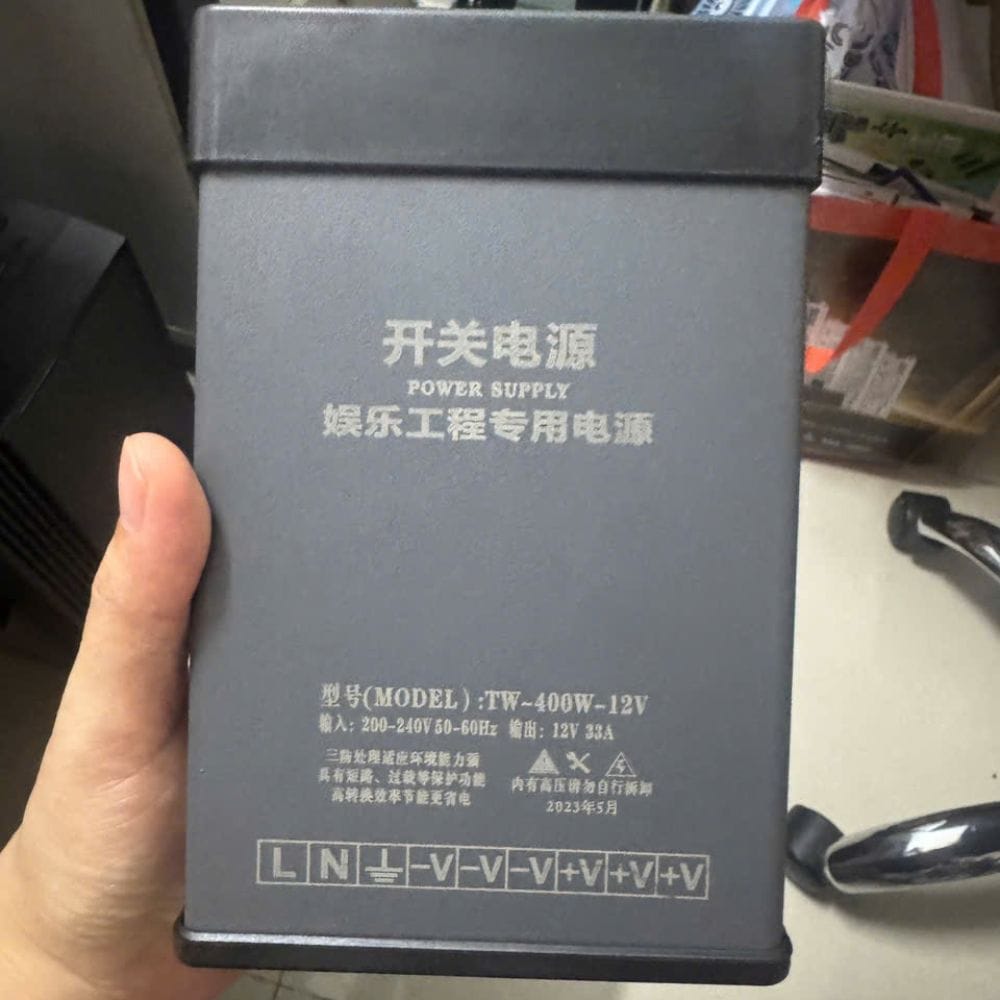 开关电源
POWER SUPPLY
娱乐工程专用电源
型号(MODEL):TW-400W-12V
输入: 200-240V 50-60Hz 输出: 12V 33A
三防处理适应环境能力强
具有短路、过载等保护功能
高转换效率节能更省电
内有高压请勿自行拆卸
2023年5月
L N -V -V -V +V +V +V